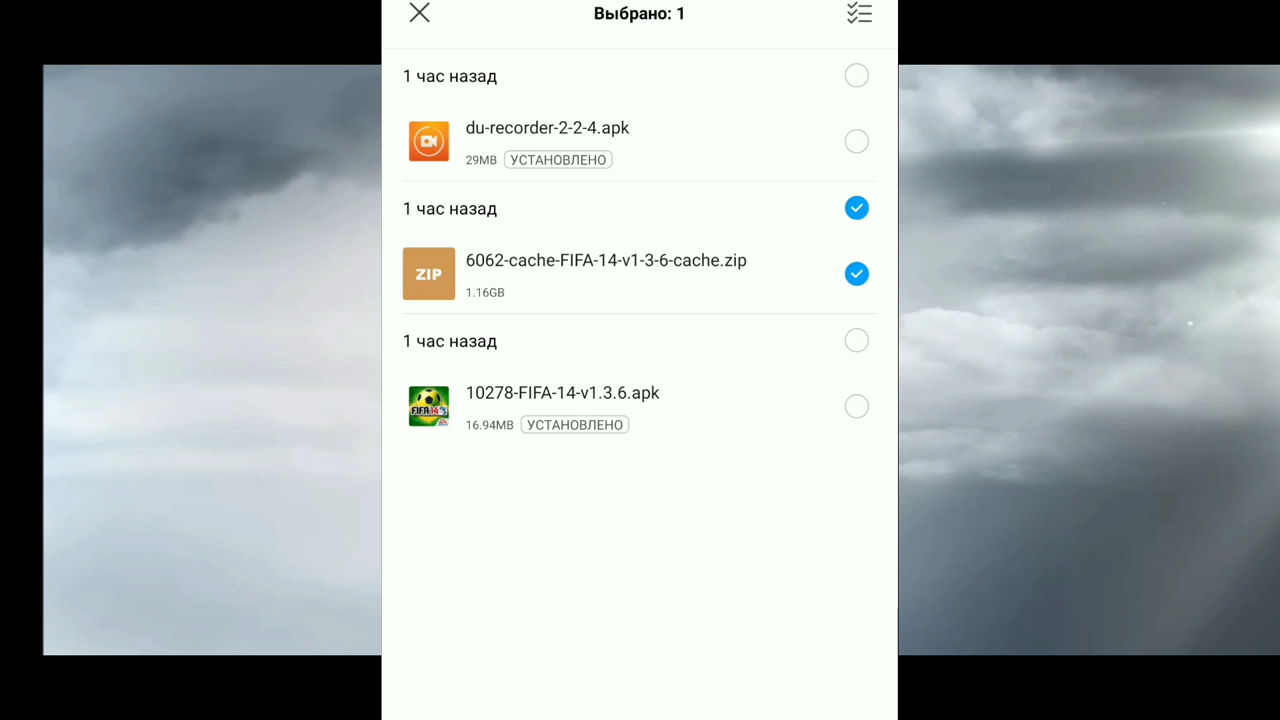 Выбрано: 1
1 час назад
du-recorder-2-2-4.apk
29MB УСТАНОВЛЕНО
1 час назад
ZIP
6062-cache-FIFA-14-v1-3-6-cache.zip
1.16GB
1 час назад
10278-FIFA-14-v1.3.6.apk
FIFA 14
16.94MB УСТАНОВЛЕНО